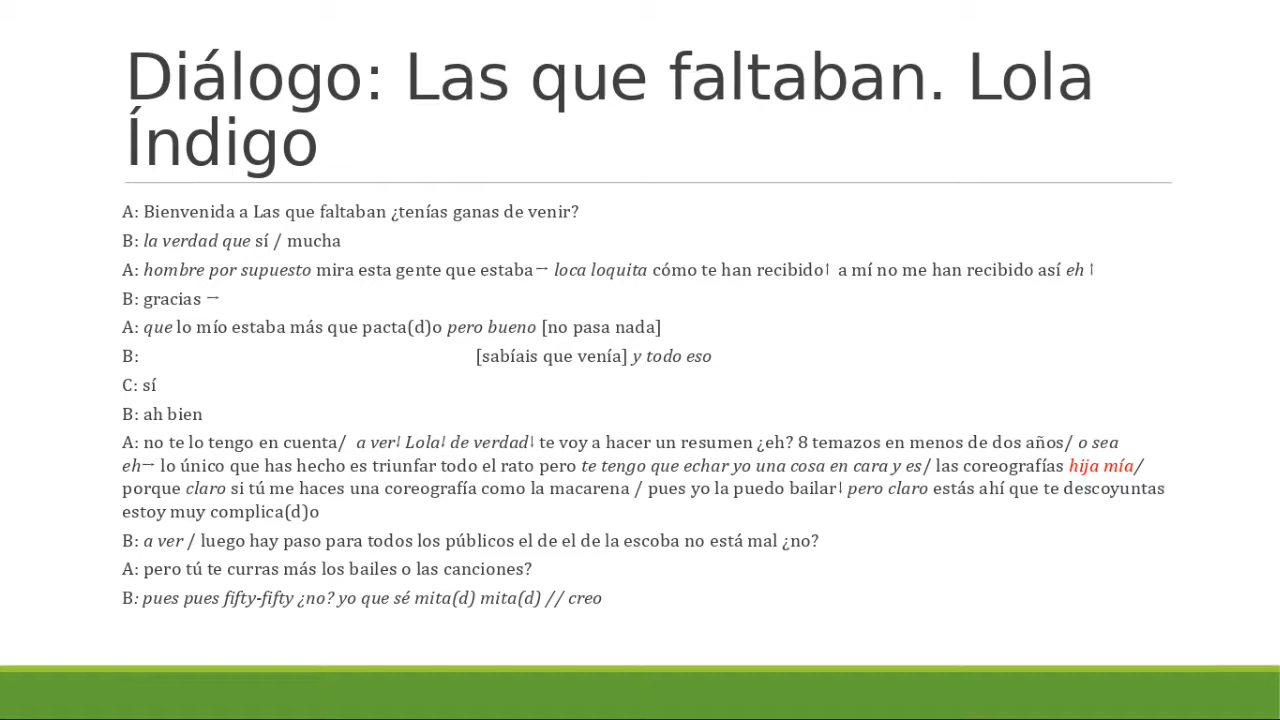 Diálogo: Las que faltaban. Lola
Índigo
A: Bienvenida a Las que faltaban ¿tenías ganas de venir?
B: la verdad que sí / mucha
A: hombre por supuesto mira esta gente que estaba→ loca loquita cómo te han recibido↑ a mí no me han recibido así eh↑
B: gracias →
A: que lo mío estaba más que pacta(d)o pero bueno [no pasa nada]
B: [sabíais que venía] y todo eso
C: sí
B: ah bien
A: no te lo tengo en cuenta/ a ver↓ Lola↓ de verdad↓ te voy a hacer un resumen ¿eh? 8 temazos en menos de dos años/ o sea
eh→ lo único que has hecho es triunfar todo el rato pero te tengo que echar yo una cosa en cara y es/ las coreografías hija mía/
porque claro si tú me haces una coreografía como la macarena / pues yo la puedo bailar↓ pero claro estás ahí que te descoyuntas
estoy muy complica(d)o
B: a ver / luego hay paso para todos los públicos el de el de la escoba no está mal ¿no?
A: pero tú te curras más los bailes o las canciones?
B: pues pues fifty-fifty ¿no? yo que sé mita(d) mita(d) // creo